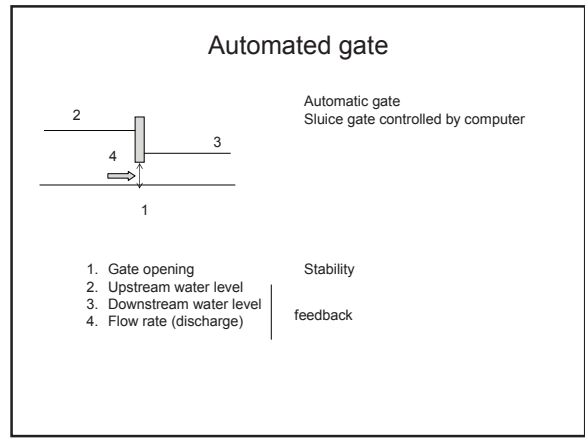 Automated gate
Automatic gate
Sluice gate controlled by computer
2
3
4
1
1. Gate opening
2. Upstream water level
3. Downstream water level
4. Flow rate (discharge)
Stability
feedback